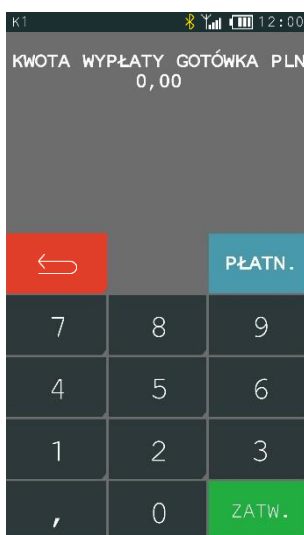 K1 12:00
KWOTA WYPŁATY GOTÓWKA PLN
0,00
PŁATN.
7 8 9
4 5 6
1 2 3
, 0 ZATW.